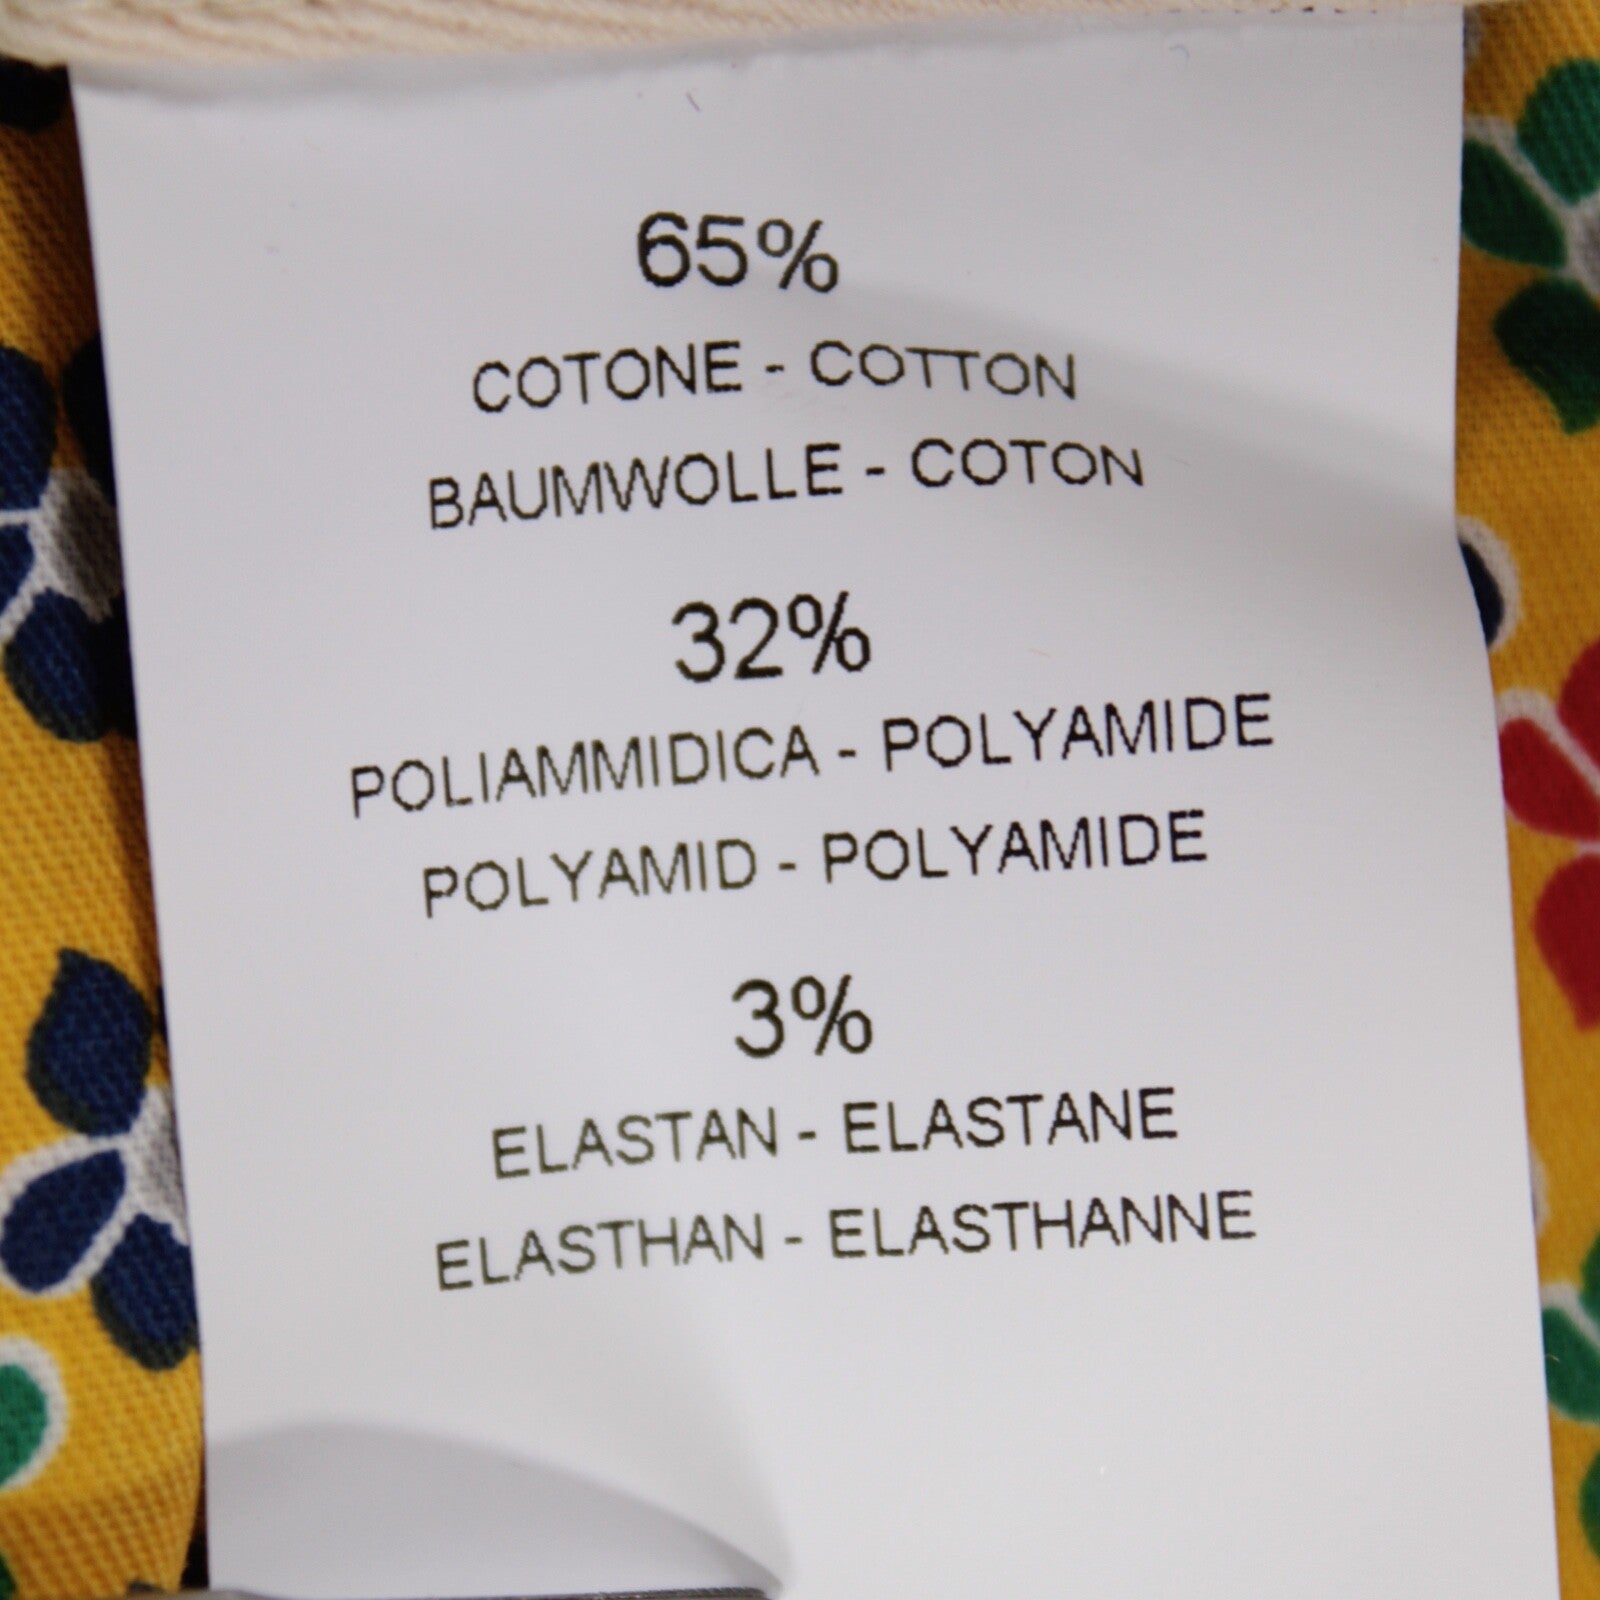 65%
COTONE - COTTON
BAUMWOLLE - COTON
32%
POLIAMMIDICA - POLYAMIDE
POLYAMID - POLYAMIDE
3%
ELASTAN - ELASTANE
ELASTHAN - ELASTHANNE